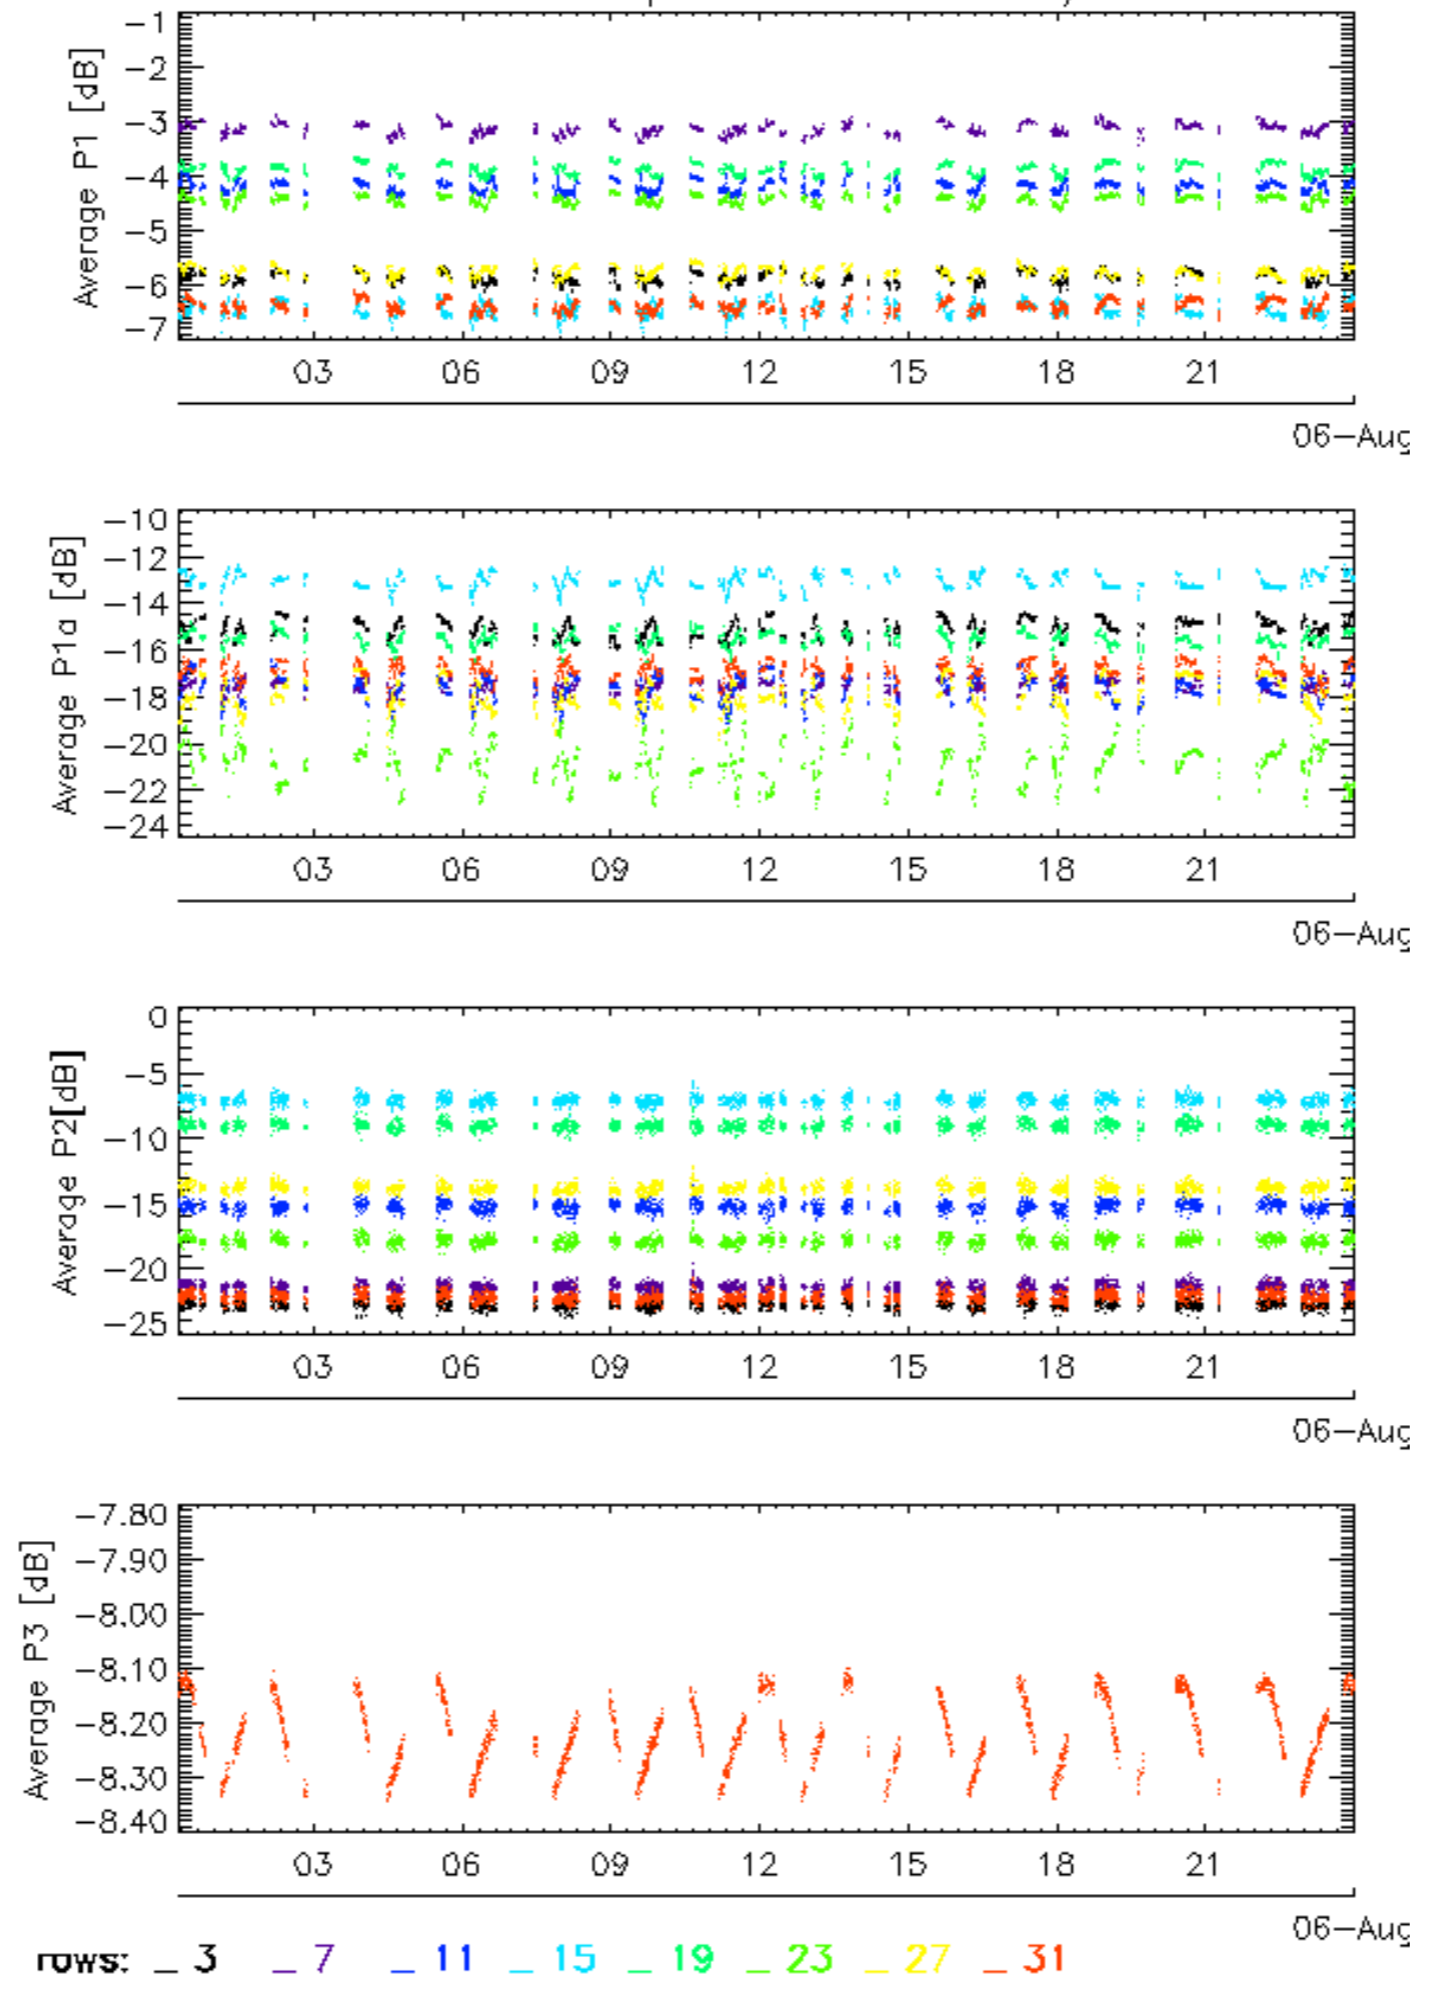 Average P1 [dB]
−1
−2
−3
−4
−5
−6
−7
03 06 09 12 15 18 21
06−Aug
Average P1a [dB]
−10
−12
−14
−16
−18
−20
−22
−24
03 06 09 12 15 18 21
06−Aug
Average P2[dB]
0
−5
−10
−15
−20
−25
03 06 09 12 15 18 21
06−Aug
Average P3 [dB]
−7.80
−7.90
−8.00
−8.10
−8.20
−8.30
−8.40
03 06 09 12 15 18 21
06−Aug
rows: _ 3 _ 7 _ 11 _ 15 _ 19 _ 23 _ 27 _ 31